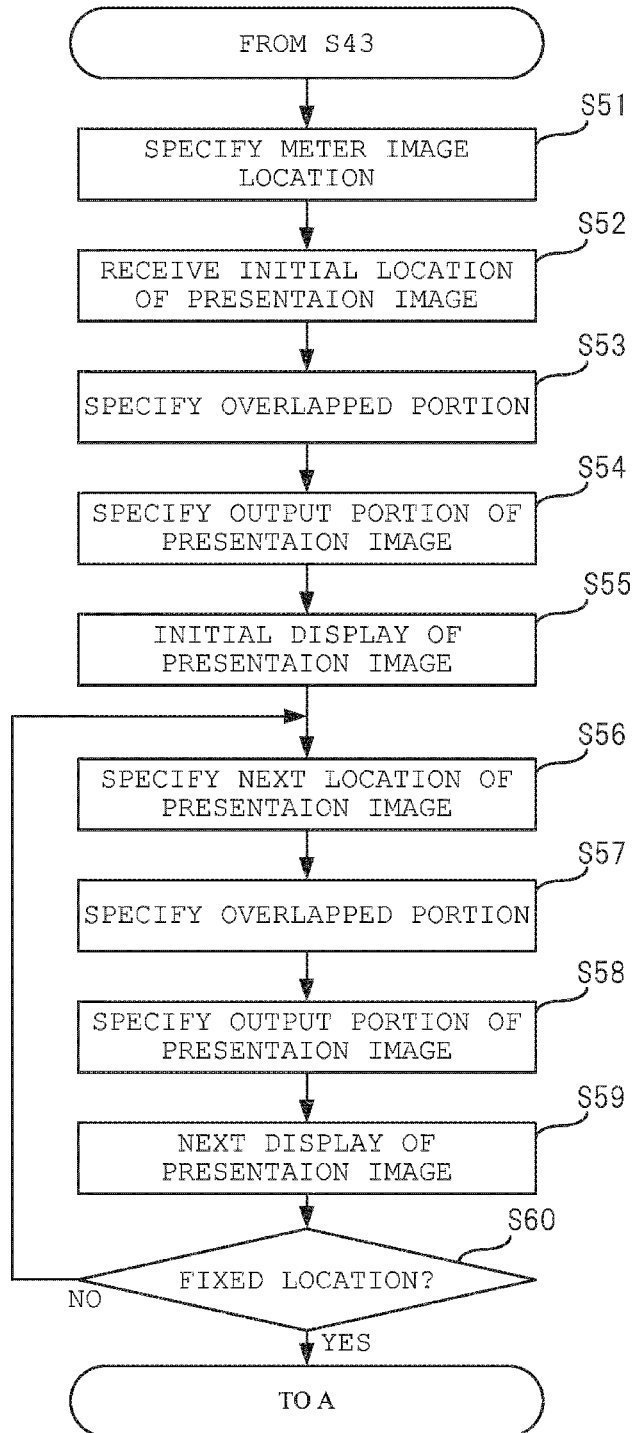 FROM S43
S51
SPECIFY METER IMAGE
LOCATION
S52
RECEIVE INITIAL LOCATION
OF PRESENTAION IMAGE
S53
SPECIFY OVERLAPPED PORTION
S54
SPECIFY OUTPUT PORTION OF
PRESENTAION IMAGE
S55
INITIAL DISPLAY OF
PRESENTAION IMAGE
S56
SPECIFY NEXT LOCATION OF
PRESENTAION IMAGE
S57
SPECIFY OVERLAPPED PORTION
S58
SPECIFY OUTPUT PORTION OF
PRESENTAION IMAGE
S59
NEXT DISPLAY OF
PRESENTAION IMAGE
S60
FIXED LOCATION?
NO
YES
TO A